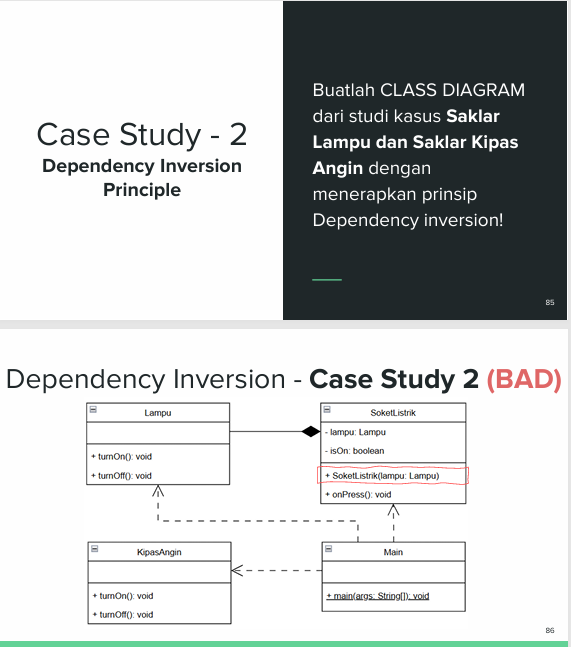 Case Study - 2
Dependency Inversion
Principle
Buatlah CLASS DIAGRAM
dari studi kasus Saklar
Lampu dan Saklar Kipas
Angin dengan
menerapkan prinsip
Dependency inversion!
85
Dependency Inversion - Case Study 2 (BAD)
Lampu
+ turnOn(): void
+ turnOff(): void
SoketListrik
- lampu: Lampu
- isOn: boolean
+ SoketListrik(lampu: Lampu)
+ onPress(): void
KipasAngin
+ turnOn(): void
+ turnOff(): void
Main
+ main(args: String[]): void
86